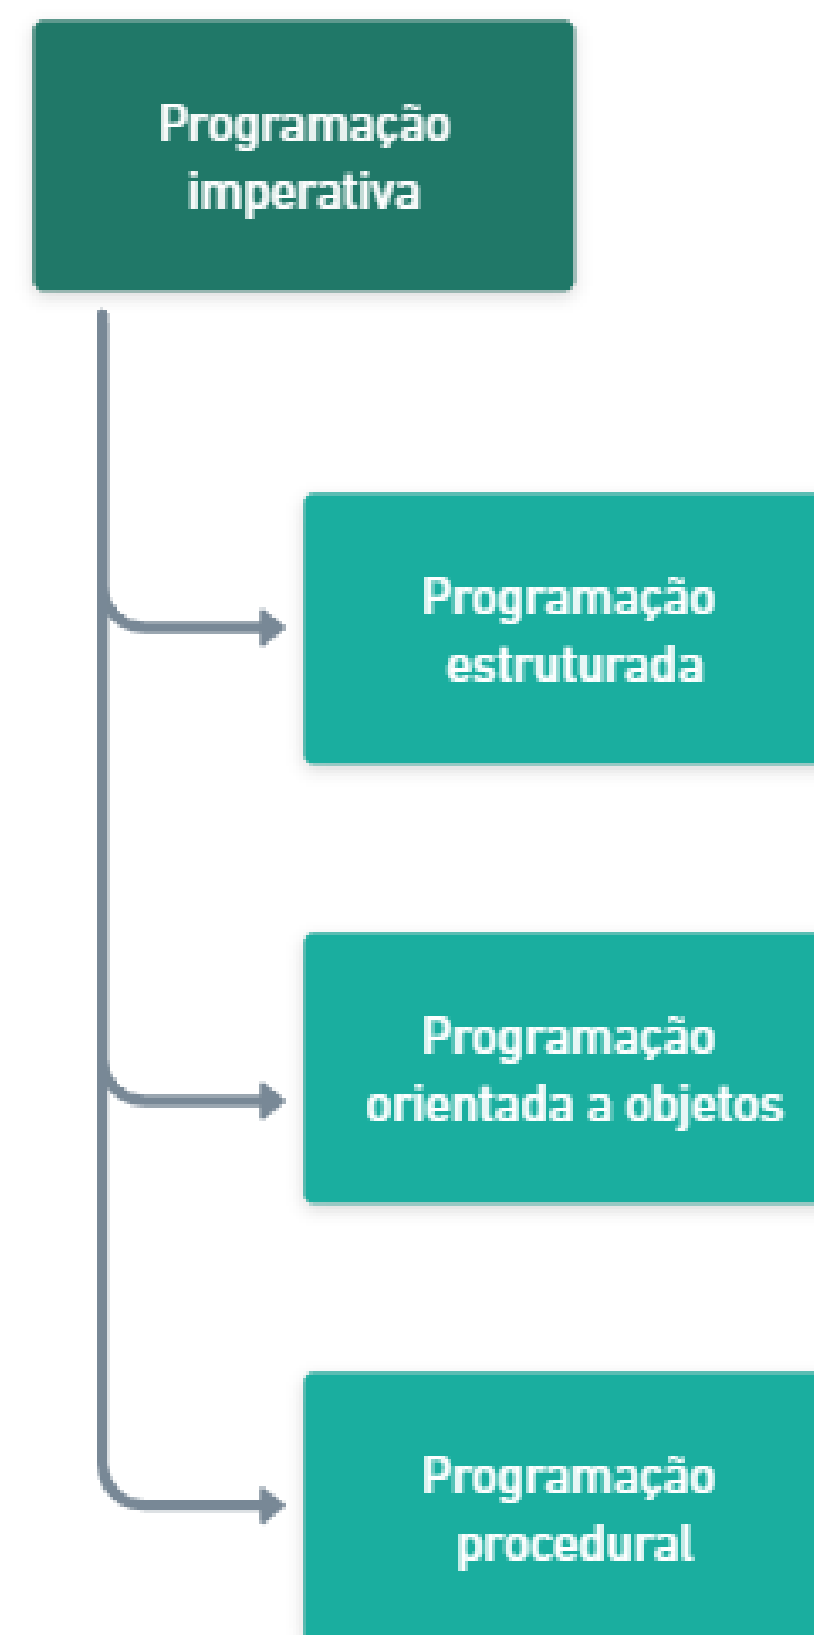 Programação
imperativa
Programação
estruturada
Programação
orientada a objetos
Programação
procedural